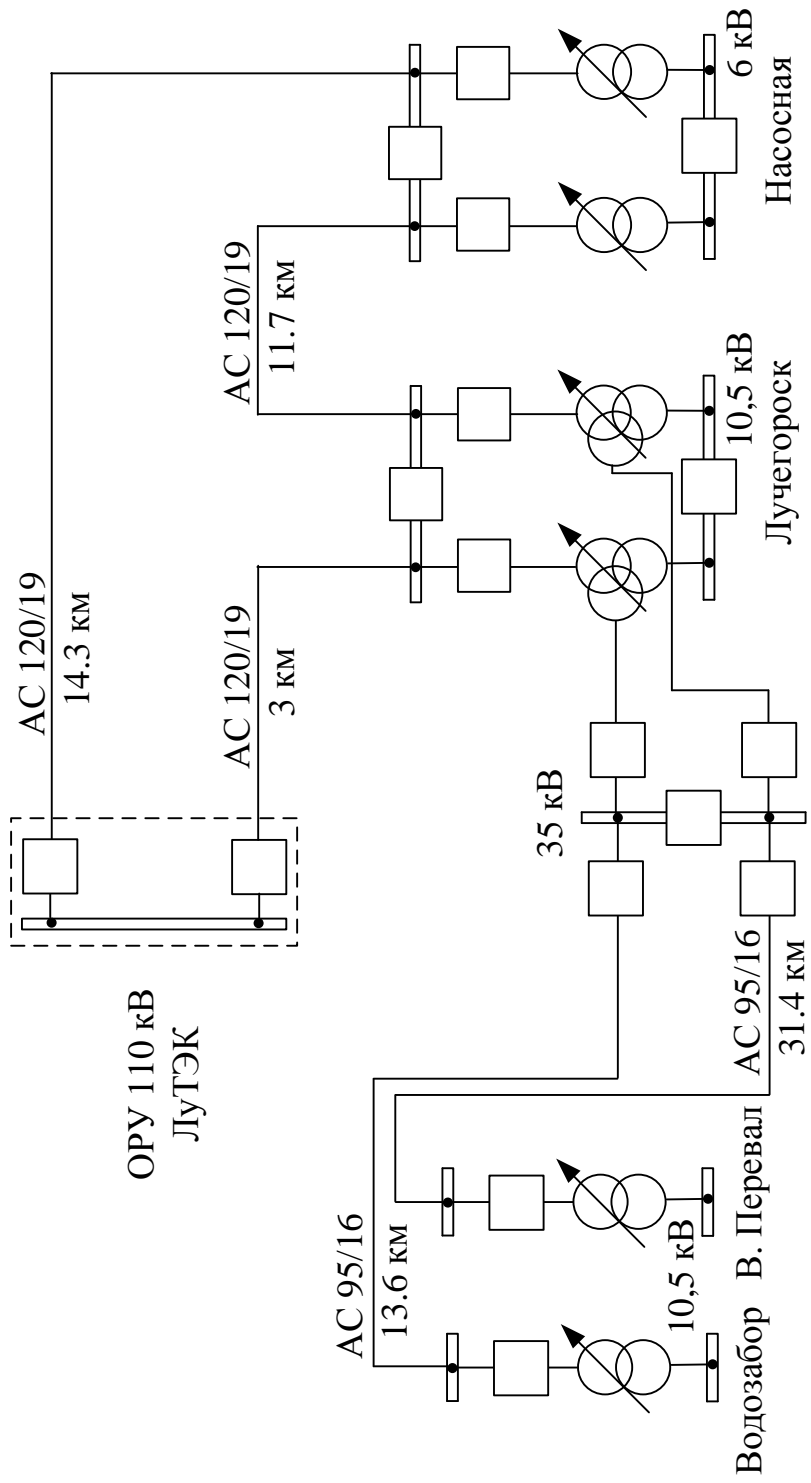 АС 120/19
14.3 км
ОРУ 110 кВ
ЛуТЭК
АС 120/19
3 км
АС 120/19
11.7 км
35 кВ
АС 95/16
13.6 км
АС 95/16
31.4 км
10,5 кВ
10,5 кВ
6 кВ
Водозабор
В. Перевал
Лучегороск
Насосная